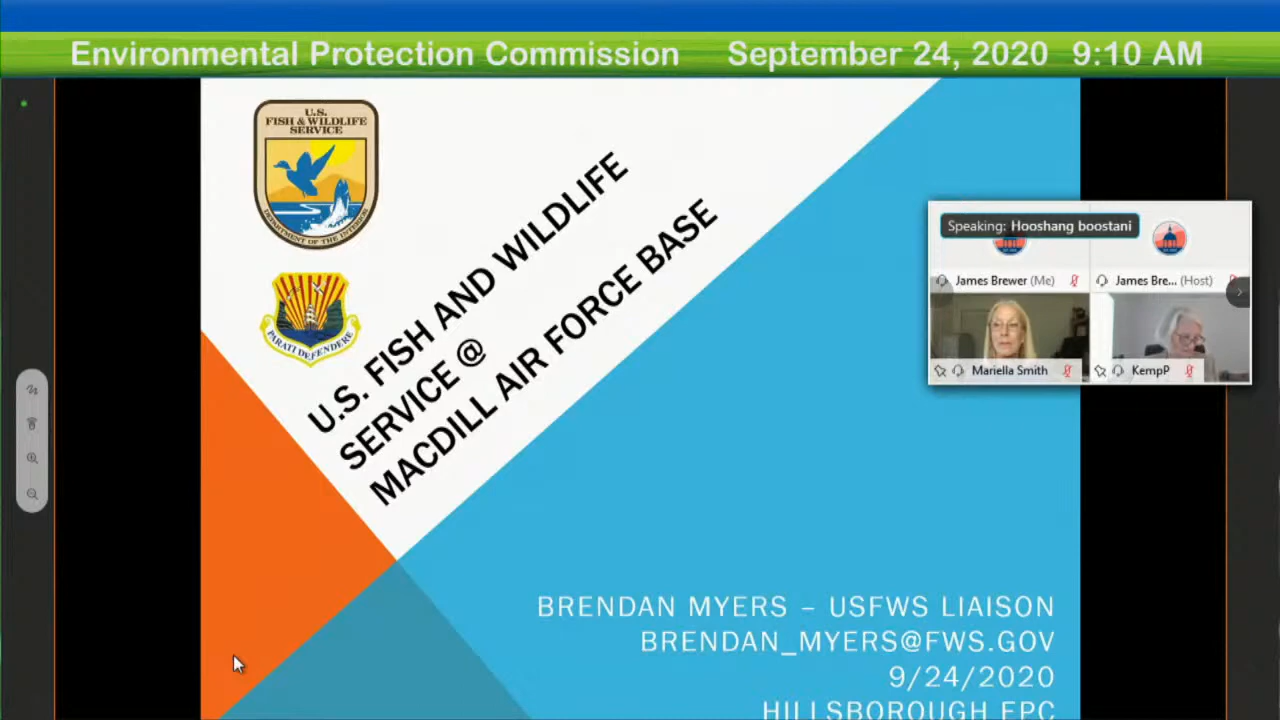 Environmental Protection Commission September 24, 2020 9:10 AM
U.S.
FISH & WILDLIFE
SERVICE
DEPARTMENT OF THE INTERIOR
PARATI DEFENDERE
U.S. FISH AND WILDLIFE
SERVICE @
MACDILL AIR FORCE BASE
Speaking: Hooshang boostani
James Brewer (Me)
James Bre... (Host)
Mariella Smith
KempP
BRENDAN MYERS – USFWS LIAISON
BRENDAN_MYERS@FWS.GOV
9/24/2020
HILLSBOROUGH EPC